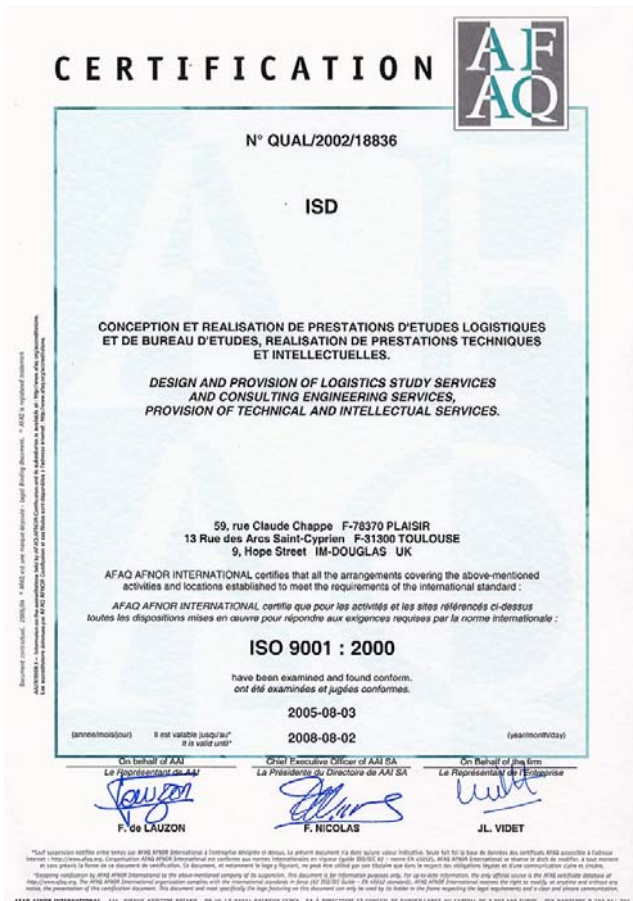 CERTIFICATION
AF
AQ
N° QUAL/2002/18836
ISD
CONCEPTION ET REALISATION DE PRESTATIONS D'ETUDES LOGISTIQUES
ET DE BUREAU D'ETUDES, REALISATION DE PRESTATIONS TECHNIQUES
ET INTELLECTUELLES.
DESIGN AND PROVISION OF LOGISTICS STUDY SERVICES
AND CONSULTING ENGINEERING SERVICES,
PROVISION OF TECHNICAL AND INTELLECTUAL SERVICES.
59, rue Claude Chappe F-78370 PLAISIR
13 Rue des Arcs Saint-Cyprien F-31300 TOULOUSE
9, Hope Street IM-DOUGLAS UK
AFAQ AFNOR INTERNATIONAL certifies that all the arrangements covering the above-mentioned
activities and locations established to meet the requirements of the international standard :
AFAQ AFNOR INTERNATIONAL certifie que pour les activités et les sites référencés ci-dessus
toutes les dispositions mises en œuvre pour répondre aux exigences requises par la norme internationale :
ISO 9001 : 2000
have been examined and found conform.
ont été examinées et jugées conformes.
2005-08-03
(année/mois/jour) Il est valable jusqu'au* 2008-08-02 (year/month/day)
It is valid until*
On behalf of AAI Chief Executive Officer of AAI SA On Behalf of the firm
Le Représentant de AAI La Présidente du Directoire de AAI SA Le Représentant de l'Entreprise
F. de LAUZON F. NICOLAS JL. VIDET